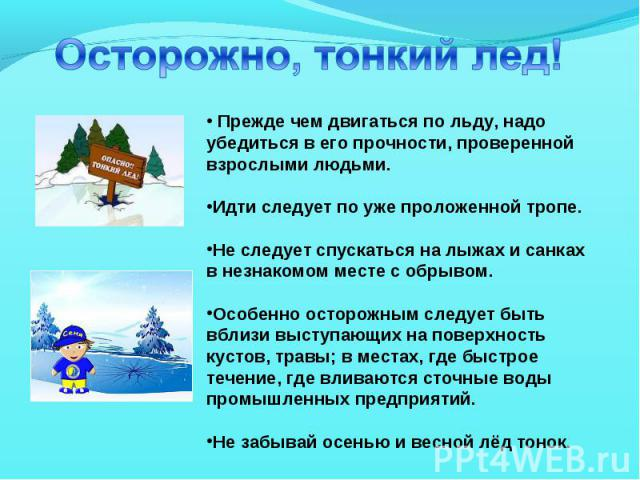 Осторожно, тонкий лед!
• Прежде чем двигаться по льду, надо
убедиться в его прочности, проверенной
взрослыми людьми.
•Идти следует по уже проложенной тропе.
•Не следует спускаться на лыжах и санках
в незнакомом месте с обрывом.
•Особенно осторожным следует быть
вблизи выступающих на поверхность
кустов, травы; в местах, где быстрое
течение, где вливаются сточные воды
промышленных предприятий.
•Не забывай осенью и весной лёд тонок.
ОПАСНО!
ТОНКИЙ ЛЕД!
Сена
PPt4WEB.ru